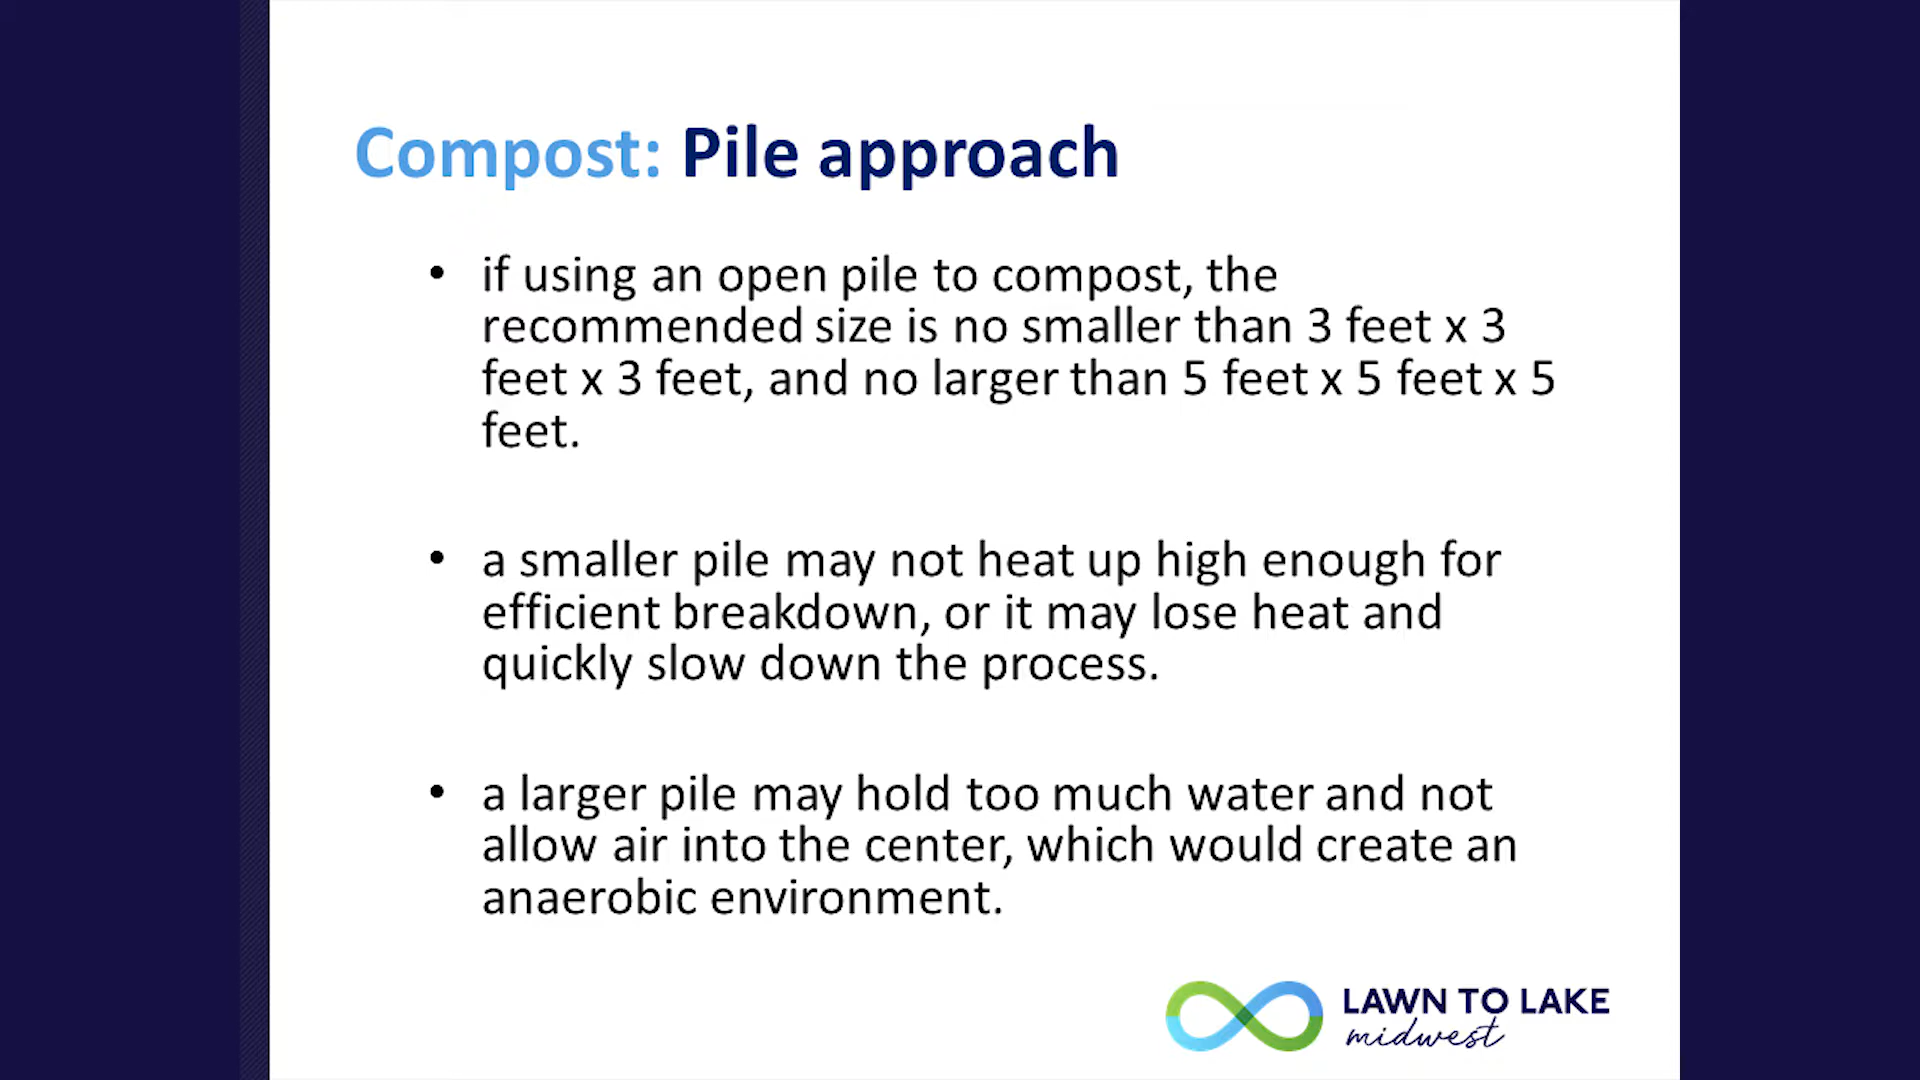 Compost: Pile approach
• if using an open pile to compost, the
recommended size is no smaller than 3 feet x 3
feet x 3 feet, and no larger than 5 feet x 5 feet x 5
feet.
• a smaller pile may not heat up high enough for
efficient breakdown, or it may lose heat and
quickly slow down the process.
• a larger pile may hold too much water and not
allow air into the center, which would create an
anaerobic environment.
LAWN TO LAKE
midwest